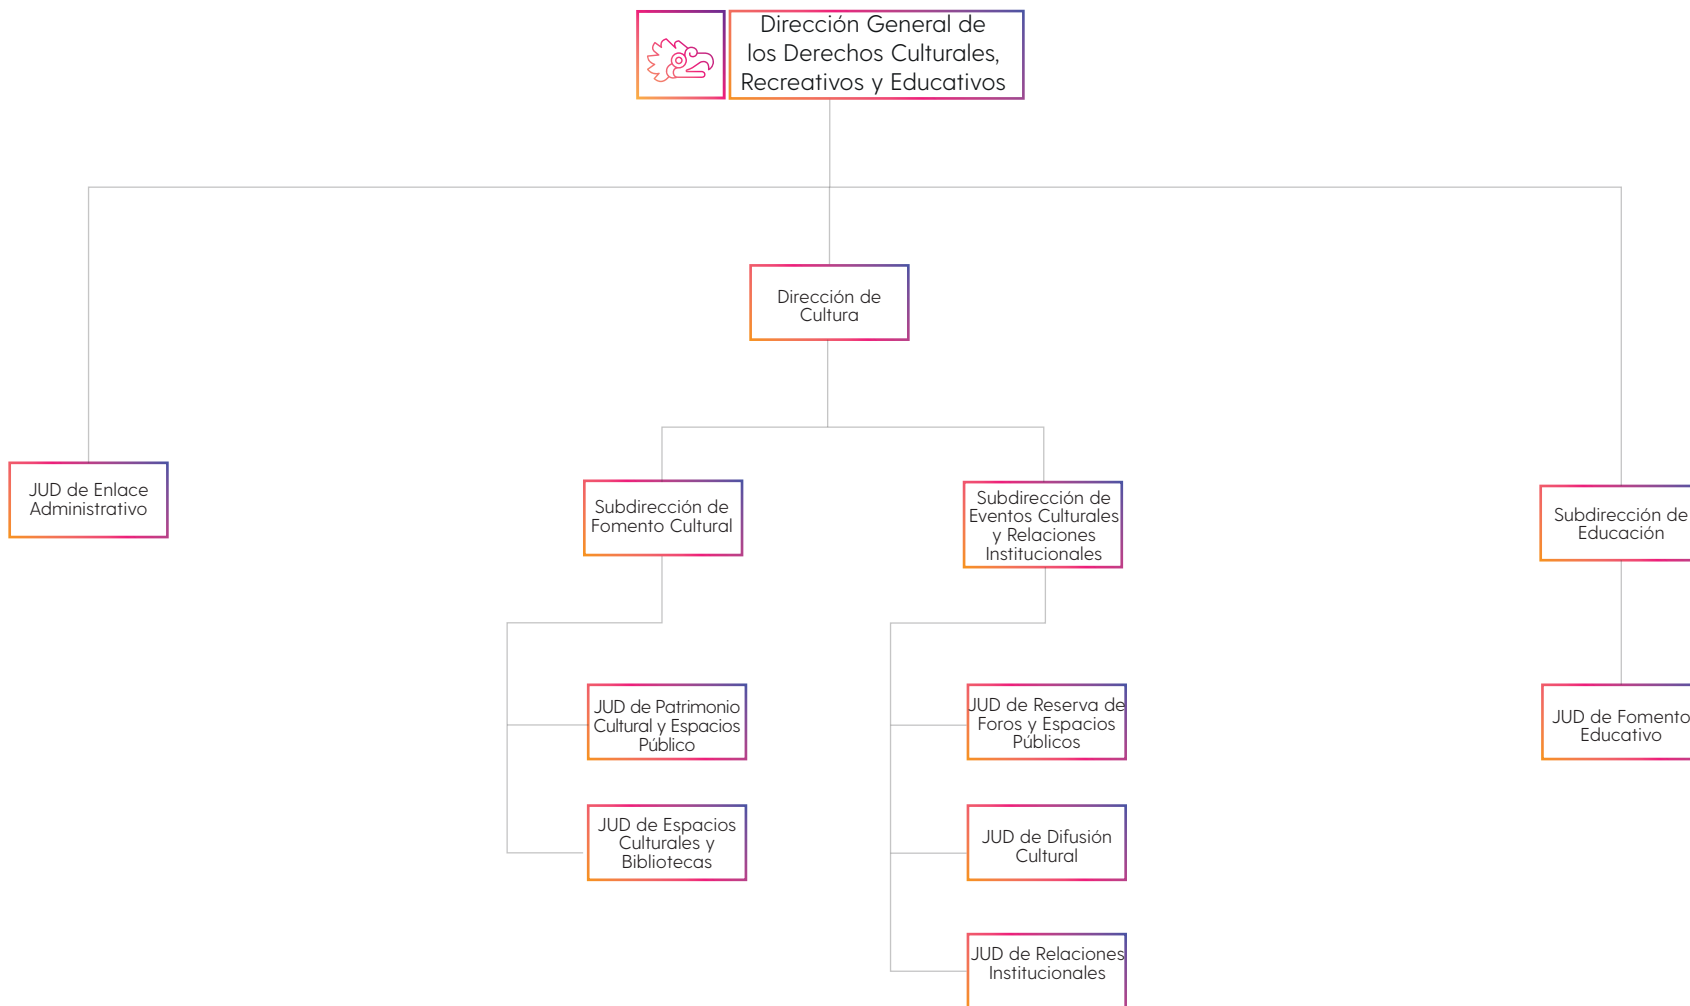 Dirección General de
los Derechos Culturales,
Recreativos y Educativos
Dirección de
Cultura
JUD de Enlace
Administrativo
Subdirección de
Fomento Cultural
Subdirección de
Eventos Culturales
y Relaciones
Institucionales
Subdirección de
Educación
JUD de Patrimonio
Cultural y Espacios
Público
JUD de Reserva de
Foros y Espacios
Públicos
JUD de Fomento
Educativo
JUD de Espacios
Culturales y
Bibliotecas
JUD de Difusión
Cultural
JUD de Relaciones
Institucionales